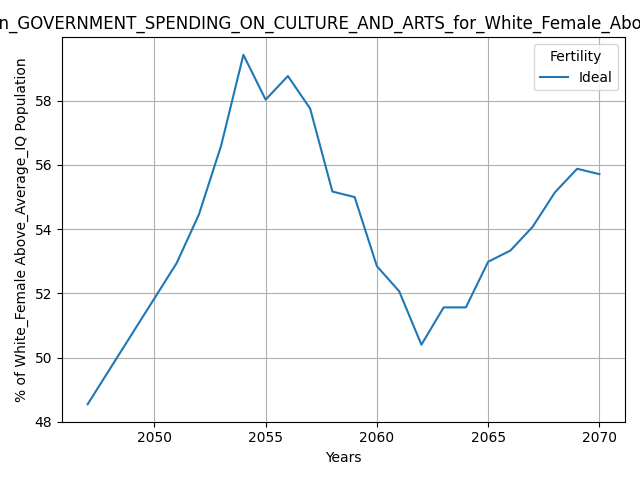 n_GOVERNMENT_SPENDING_ON_CULTURE_AND_ARTS_for_White_Female_Abo
Fertility
Ideal
% of White_Female Above_Average_IQ Population
58
56
54
52
50
48
2050 2055 2060 2065 2070
Years